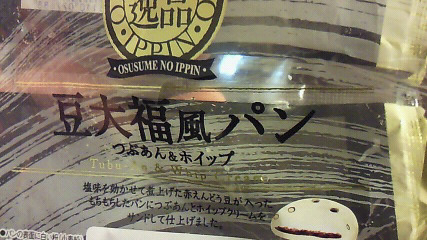 逸品
IPPIN
・OSUSUME NO IPPIN・
豆大福風パン
つぶあん&ホイップ
塩味を効かせて煮上げた赤えんどう豆が入った
もちもちしたパンにつぶあんとホイップクリームを
サンドして仕上げました。